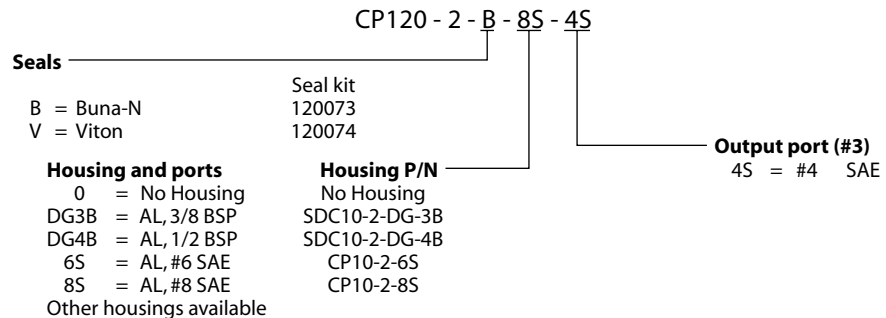 CP120 - 2 - B - 8S - 4S
Seals
Seal kit
B = Buna-N 120073
V = Viton 120074
Output port (#3)
4S = #4 SAE
Housing and ports Housing P/N
0 = No Housing No Housing
DG3B = AL, 3/8 BSP SDC10-2-DG-3B
DG4B = AL, 1/2 BSP SDC10-2-DG-4B
6S = AL, #6 SAE CP10-2-6S
8S = AL, #8 SAE CP10-2-8S
Other housings available